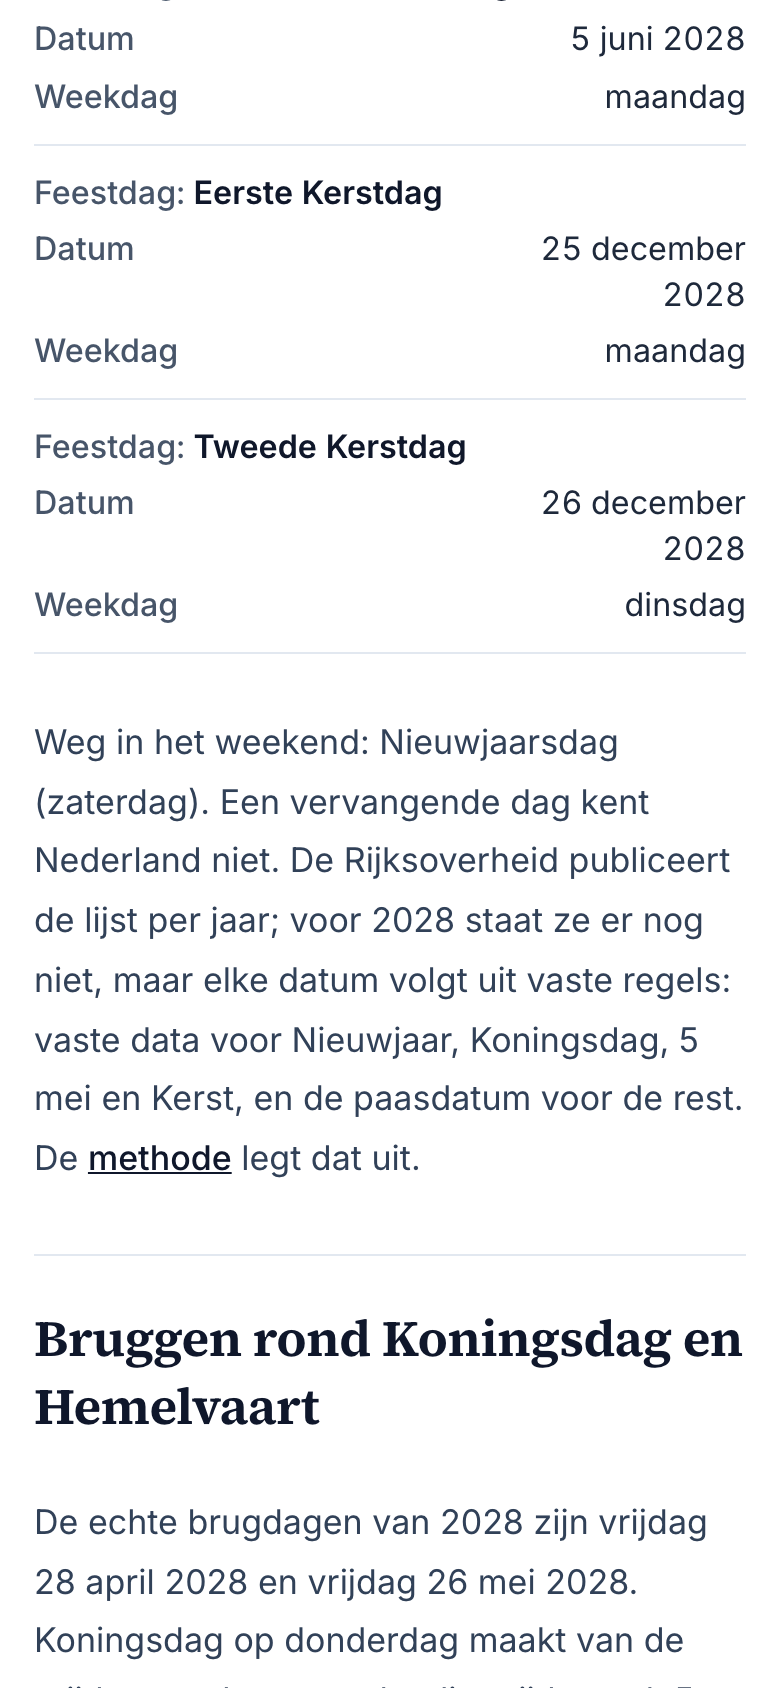 Datum 5 juni 2028
Weekdag maandag
Feestdag: Eerste Kerstdag
Datum 25 december
2028
Weekdag maandag
Feestdag: Tweede Kerstdag
Datum 26 december
2028
Weekdag dinsdag
Weg in het weekend: Nieuwjaarsdag
(zaterdag). Een vervangende dag kent
Nederland niet. De Rijksoverheid publiceert
de lijst per jaar; voor 2028 staat ze er nog
niet, maar elke datum volgt uit vaste regels:
vaste data voor Nieuwjaar, Koningsdag, 5
mei en Kerst, en de paasdatum voor de rest.
De methode legt dat uit.
Bruggen rond Koningsdag en
Hemelvaart
De echte brugdagen van 2028 zijn vrijdag
28 april 2028 en vrijdag 26 mei 2028.
Koningsdag op donderdag maakt van de